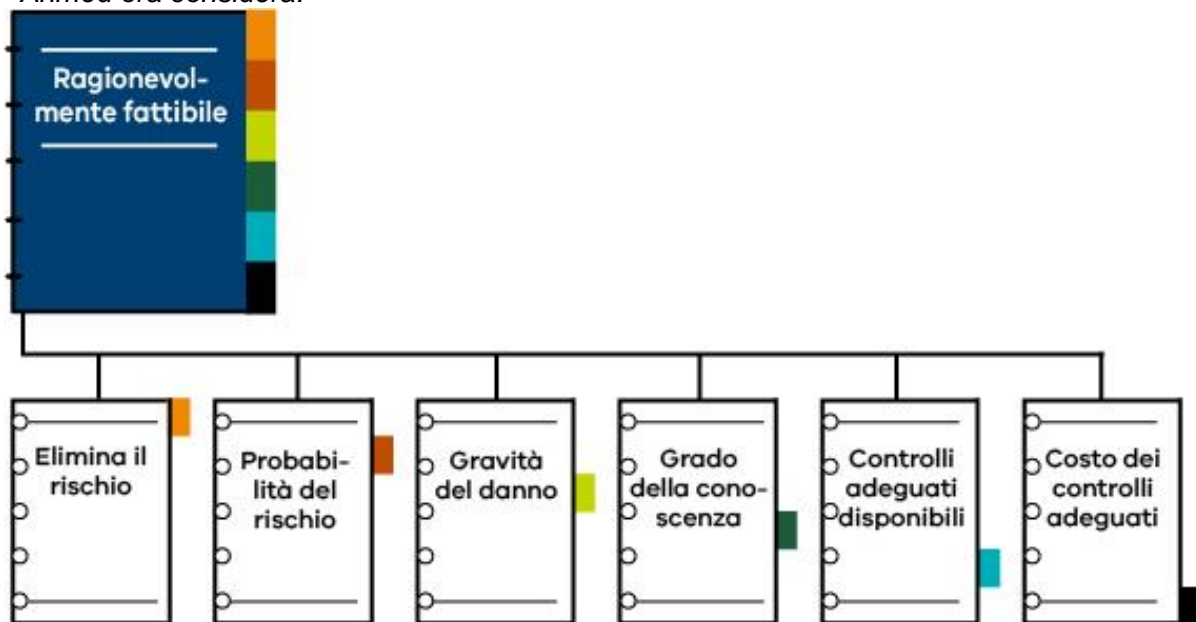 Ragionevol-
mente fattibile
Elimina il
rischio
Probabi-
lità del
rischio
Gravità
del danno
Grado
della cono-
scenza
Controlli
adeguati
disponibili
Costo dei
controlli
adeguati